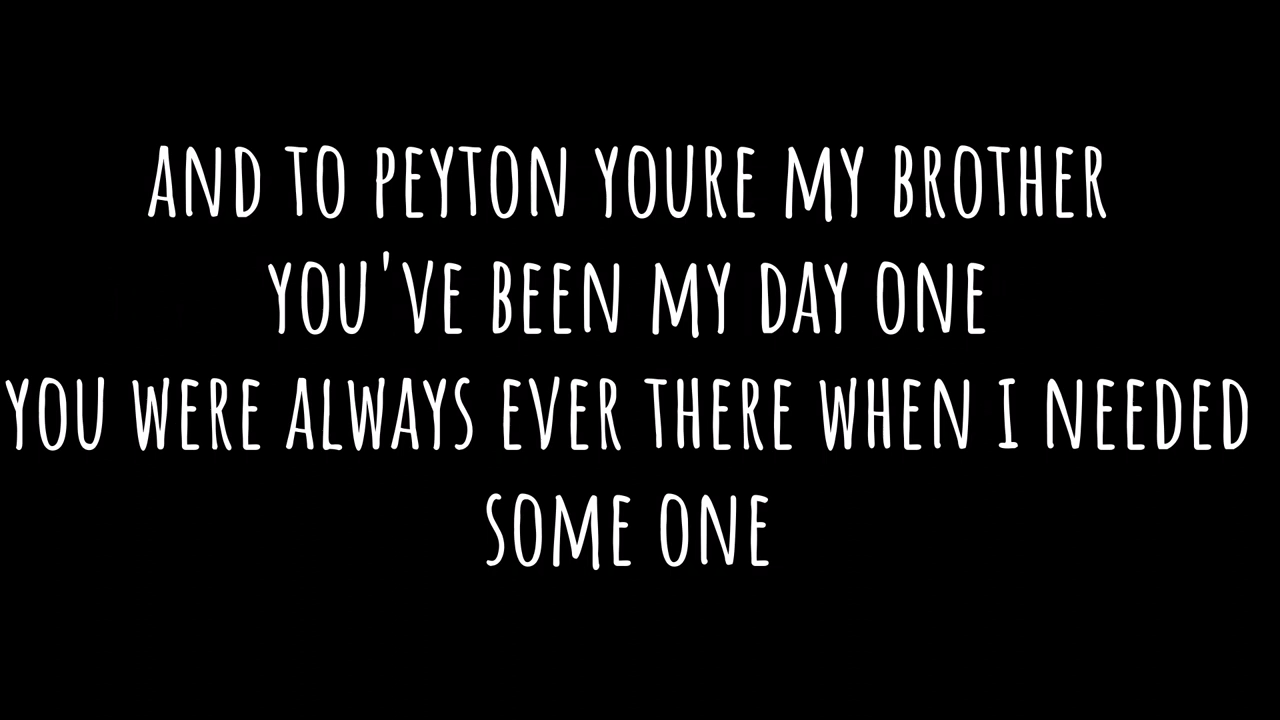 AND TO PEYTON YOURE MY BROTHER
YOU'VE BEEN MY DAY ONE
YOU WERE ALWAYS EVER THERE WHEN I NEEDED
SOME ONE